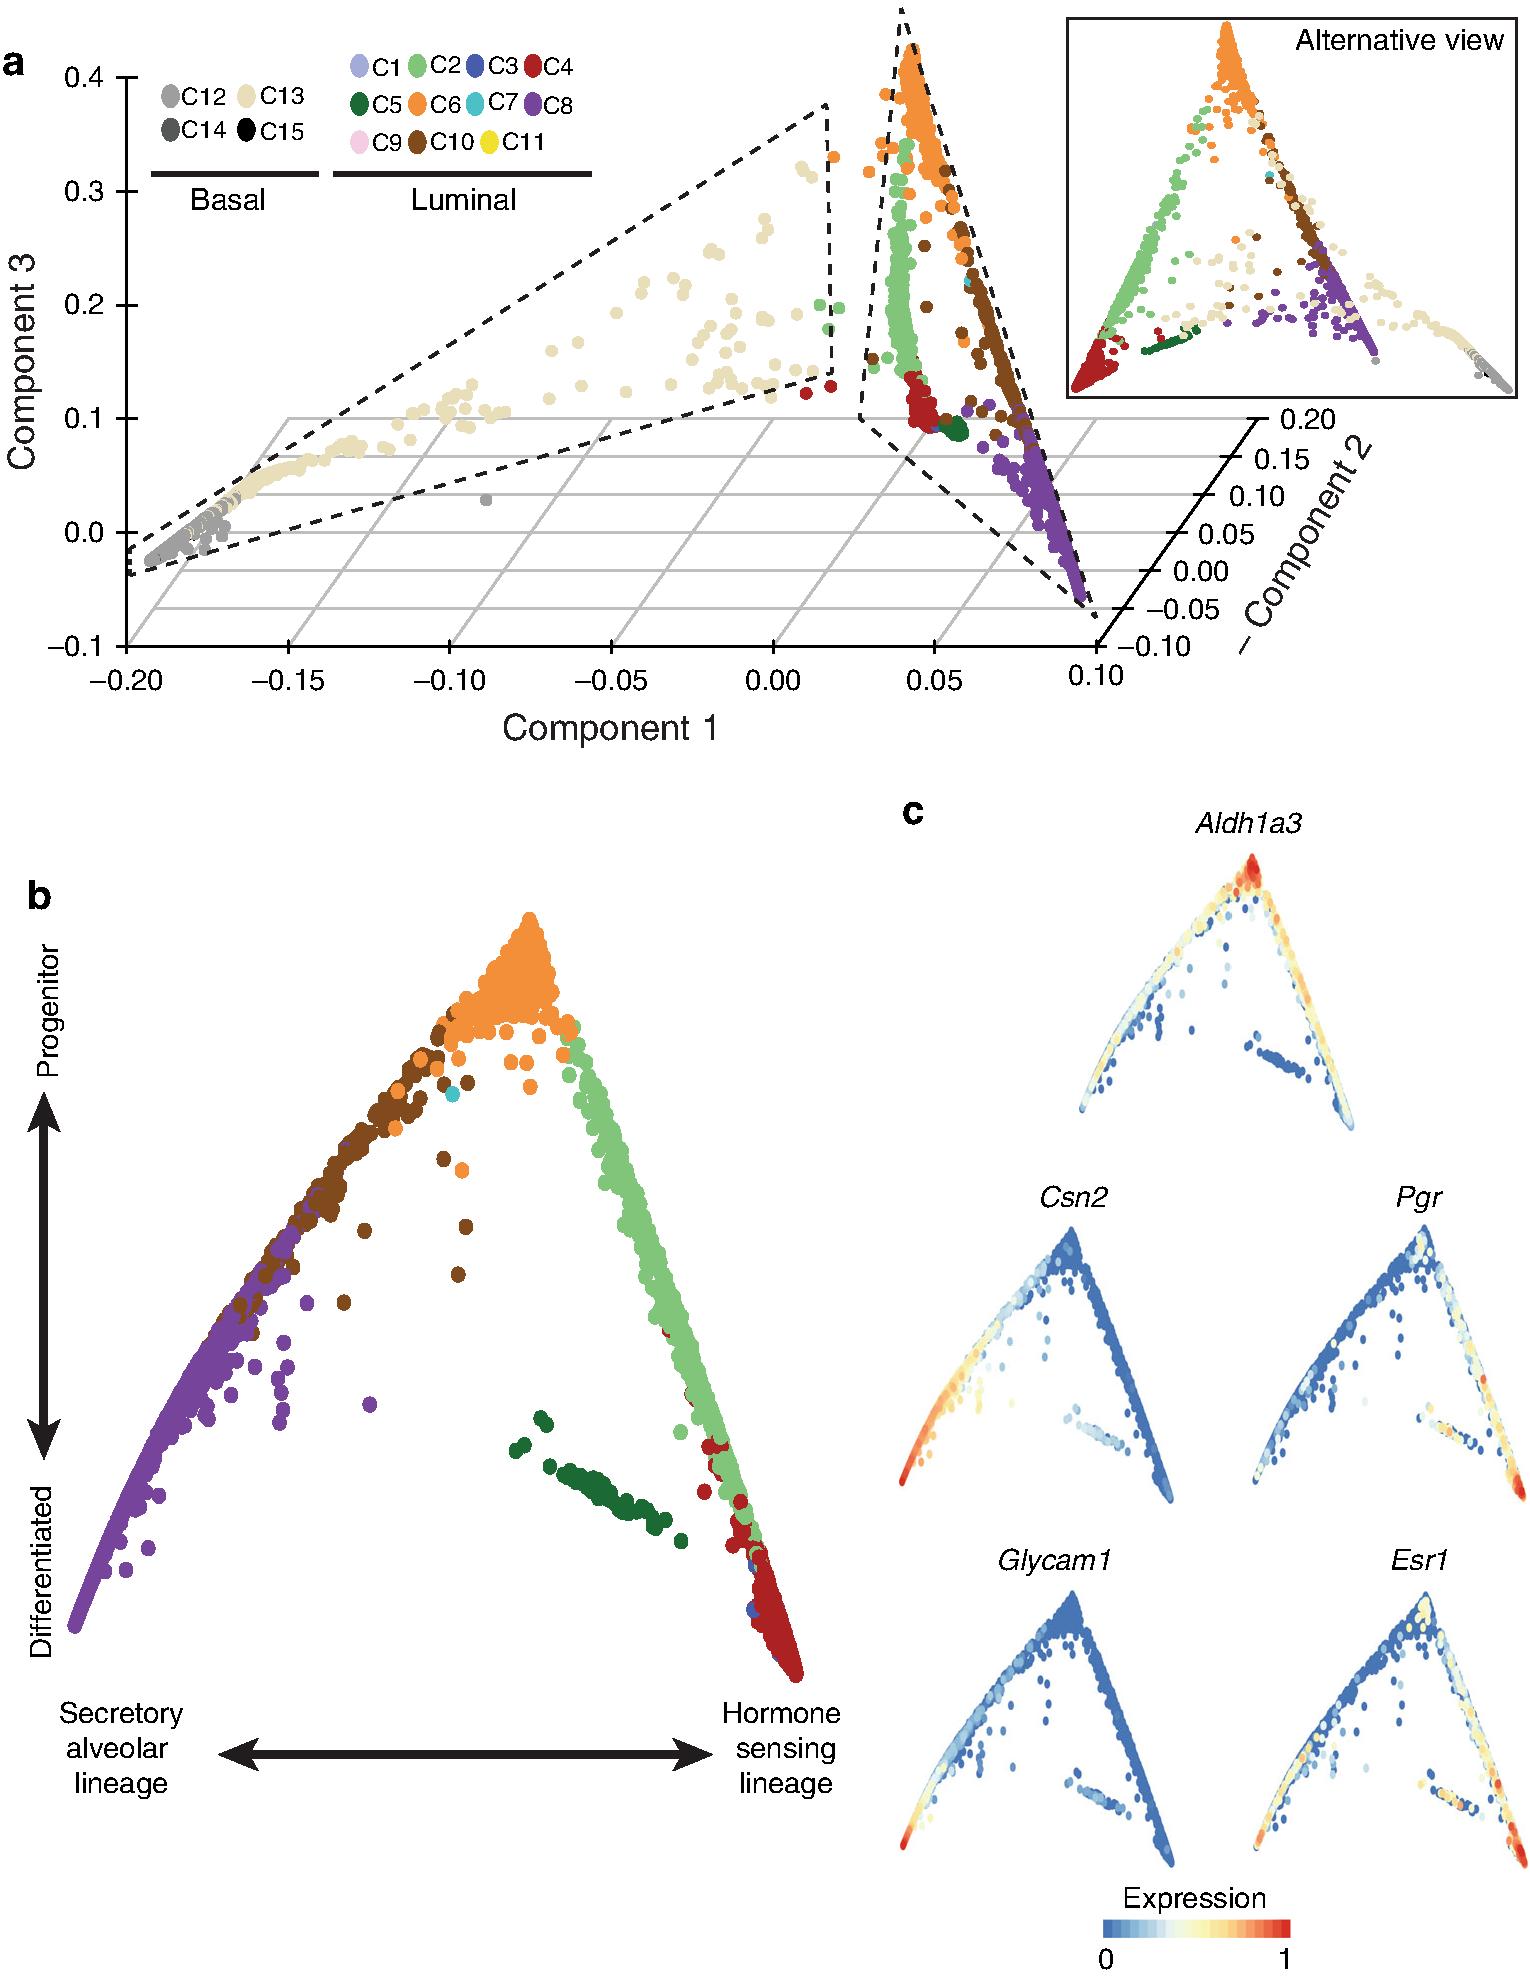 a
Alternative view
C12 C13
C14 C15
Basal
C1 C2 C3 C4
C5 C6 C7 C8
C9 C10 C11
Luminal
Component 3
0.4
0.3
0.2
0.1
0.0
–0.1
–0.20 –0.15 –0.10 –0.05 0.00 0.05 0.10
Component 1
0.20
0.15
0.10
0.05
0.00
–0.05
–0.10
– Component 2
b
Progenitor
Differentiated
Secretory
alveolar
lineage
Hormone
sensing
lineage
c
Aldh1a3
Csn2
Pgr
Glycam1
Esr1
Expression
0 1